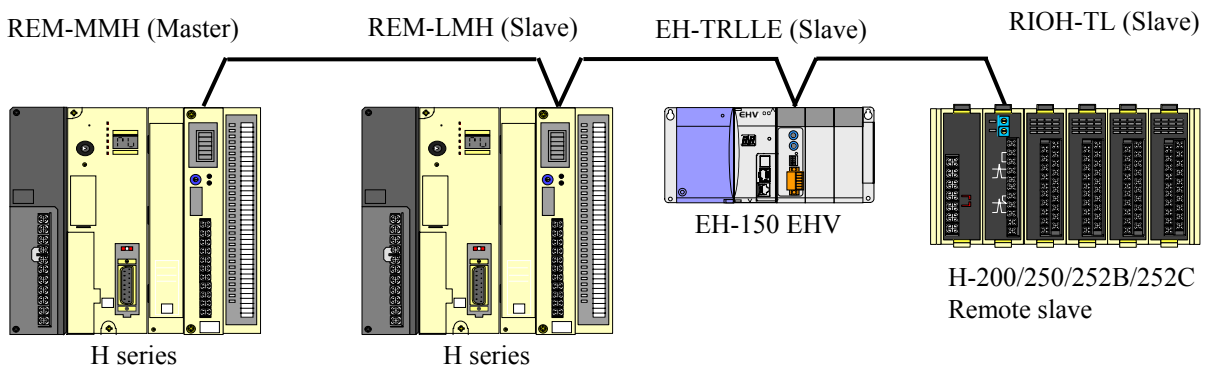 REM-MMH (Master)
REM-LMH (Slave)
EH-TRLLE (Slave)
RIOH-TL (Slave)
EHV
EH-150 EHV
H-200/250/252B/252C
Remote slave
H series
H series